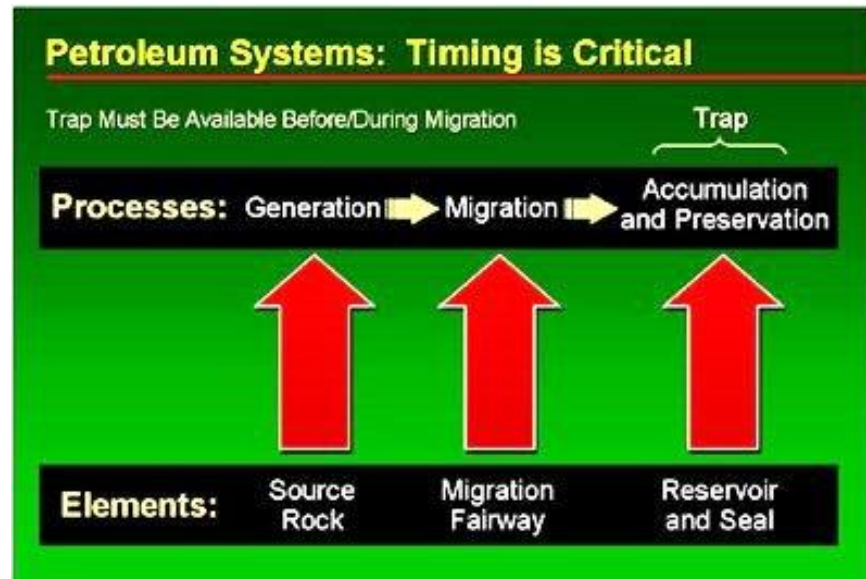 Petroleum Systems: Timing is Critical
Trap Must Be Available Before/During Migration
Trap
Processes: Generation Migration Accumulation
and Preservation
Elements: Source
Rock
Migration
Fairway
Reservoir
and Seal